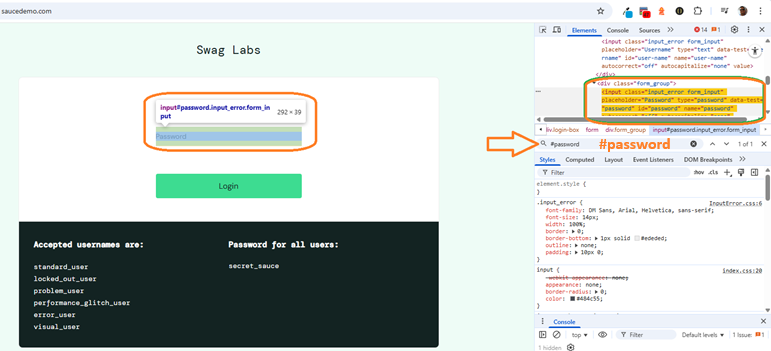 saucedemo.com
Swag Labs
input#password.input_error.form_in
put
292 × 39
Password
Login
Accepted usernames are:
standard_user
locked_out_user
problem_user
performance_glitch_user
error_user
visual_user
Password for all users:
secret_sauce
Elements
14
5
<input class="input_error form_input"
placeholder="Username" type="text" data-test=
name" id="user-name" name="user-name"
autocorrect="off" autocapitalize="none" value>
</div>
<div class="form_group">
<input class="input_error form_input"
placeholder="Password" type="password" data-test=
"password" id="password" name="password"
div.login-box form div.form_group input#password.input_error.form_input
#password
#password
1 of 1
Styles Computed Layout Event Listeners DOM Breakpoints
Filter
:hov .cls
element.style {
}
.input_error {
InputError.css:6
font-family: DM Sans, Arial, Helvetica, sans-serif;
font-size: 14px;
width: 100%;
border: 0;
border-bottom: 1px solid #ededed;
outline: none;
padding: 10px 0;
}
input {
index.css:20
-webkit-appearance: none;
appearance: none;
border-radius: 0;
color: #484c55;
Console
top
Filter
Default levels
1 Issue:
1
1 hidden